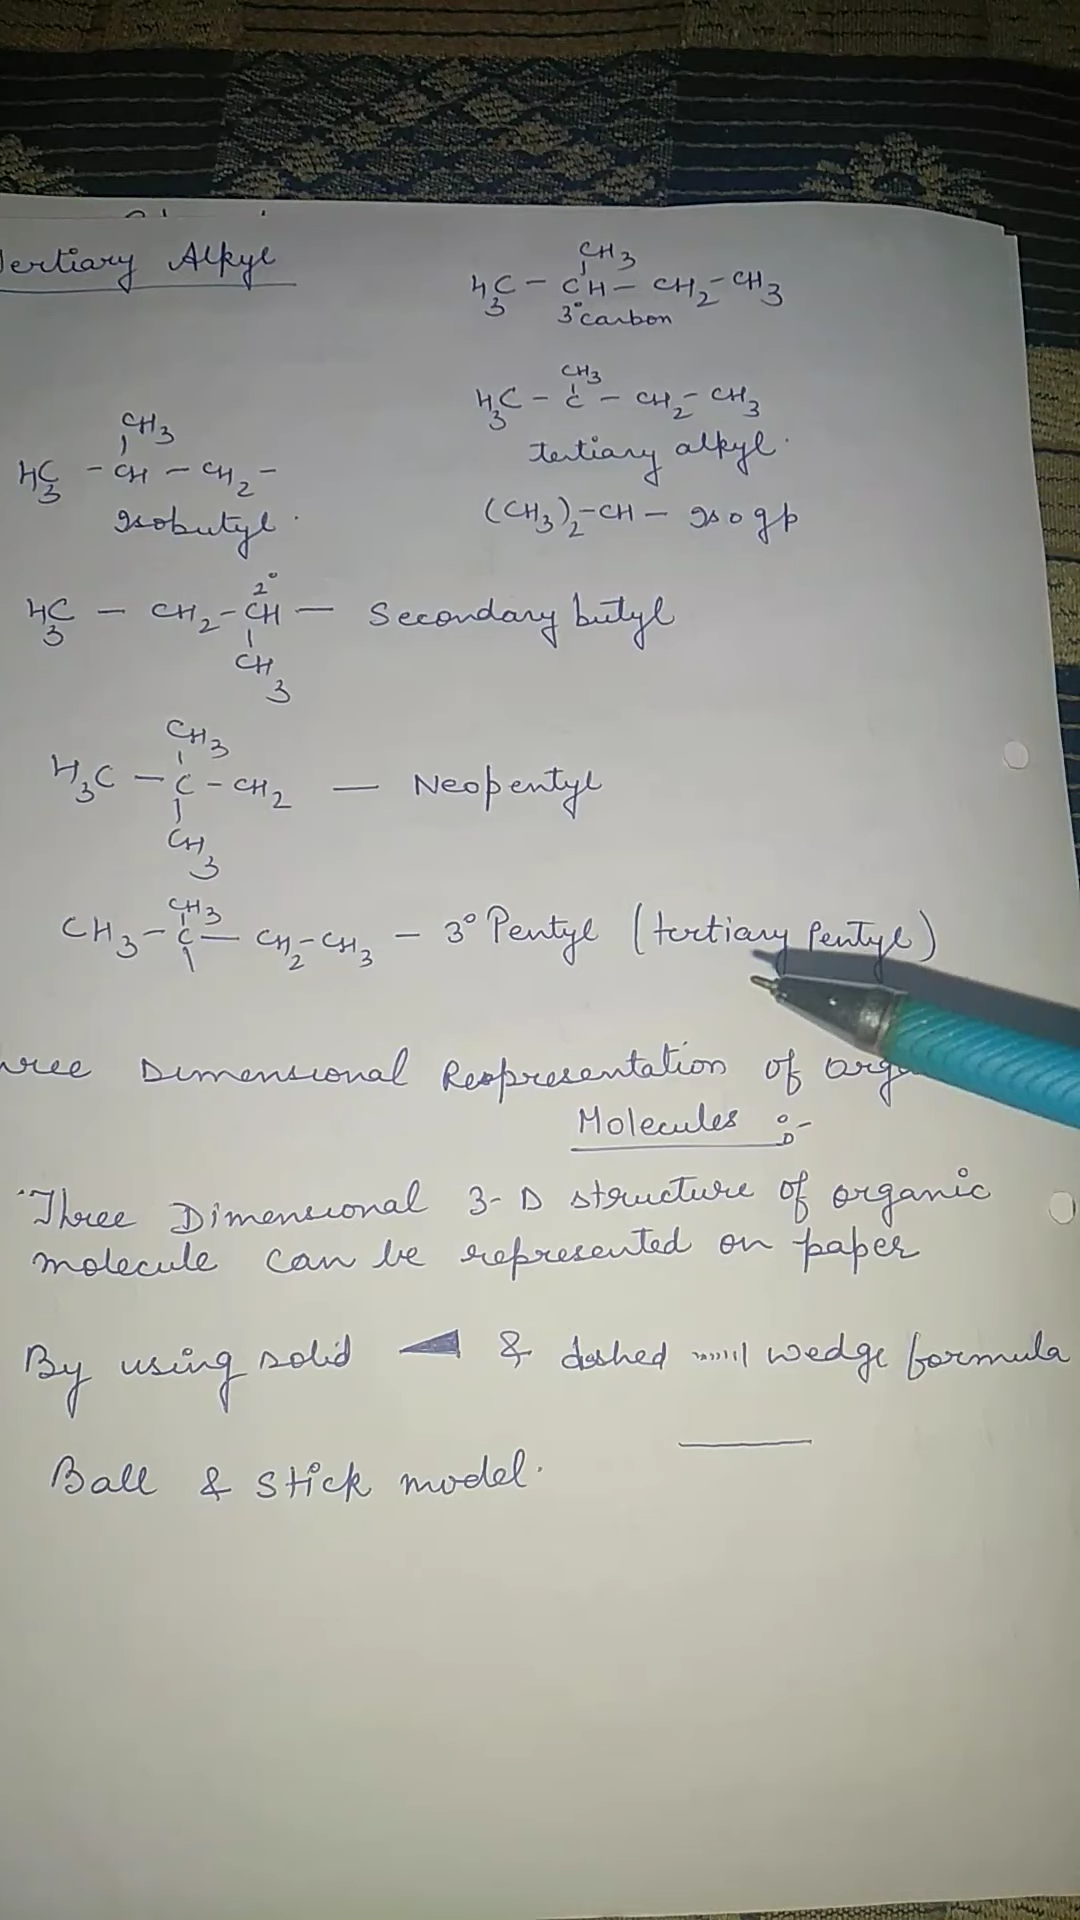 Tertiary Alkyl
CH3
H3C - CH - CH2 - CH3
3° carbon
CH3
H3C - C - CH2 - CH3
tertiary alkyl
CH3
H3C - CH - CH2 -
Isobutyl
(CH3)2-CH - Iso gp
2°
H3C - CH2 - CH - Secondary butyl
CH3
CH3
H3C - C - CH2 - Neopentyl
CH3
CH3
CH3 - C - CH2 - CH3 - 3° Pentyl (tertiary Pentyl)
Dimensional Reopresentation of
Molecules :-
Three Dimensional 3-D structure of organic
molecule can be represented on paper
By using solid & dashed wedge formula
Ball & stick model.